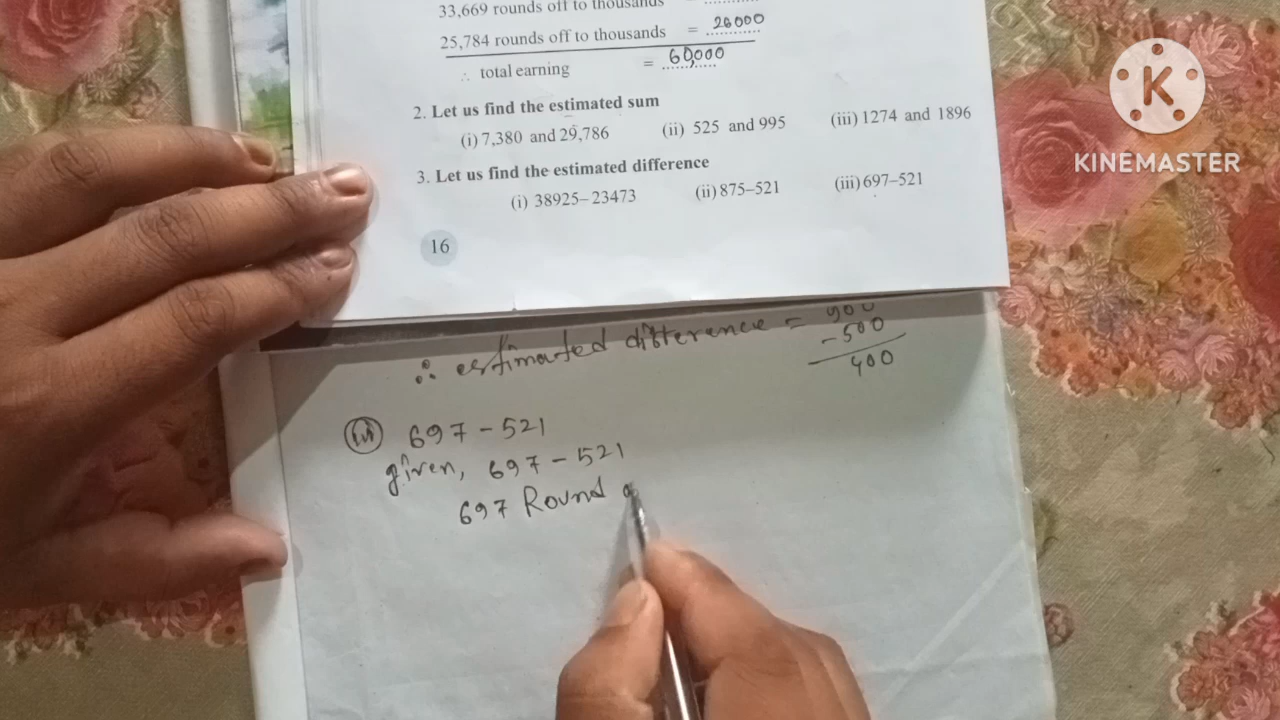 33,669 rounds off to thousands = ..........
25,784 rounds off to thousands = 26000
∴ total earning = 60,000
2. Let us find the estimated sum
(i) 7,380 and 29,786 (ii) 525 and 995 (iii) 1274 and 1896
3. Let us find the estimated difference
(i) 38925–23473 (ii) 875–521 (iii) 697–521
16
∴ estimated difference = 900
- 500
400
(iii) 697 - 521
given, 697 - 521
697 Round
KINEMASTER